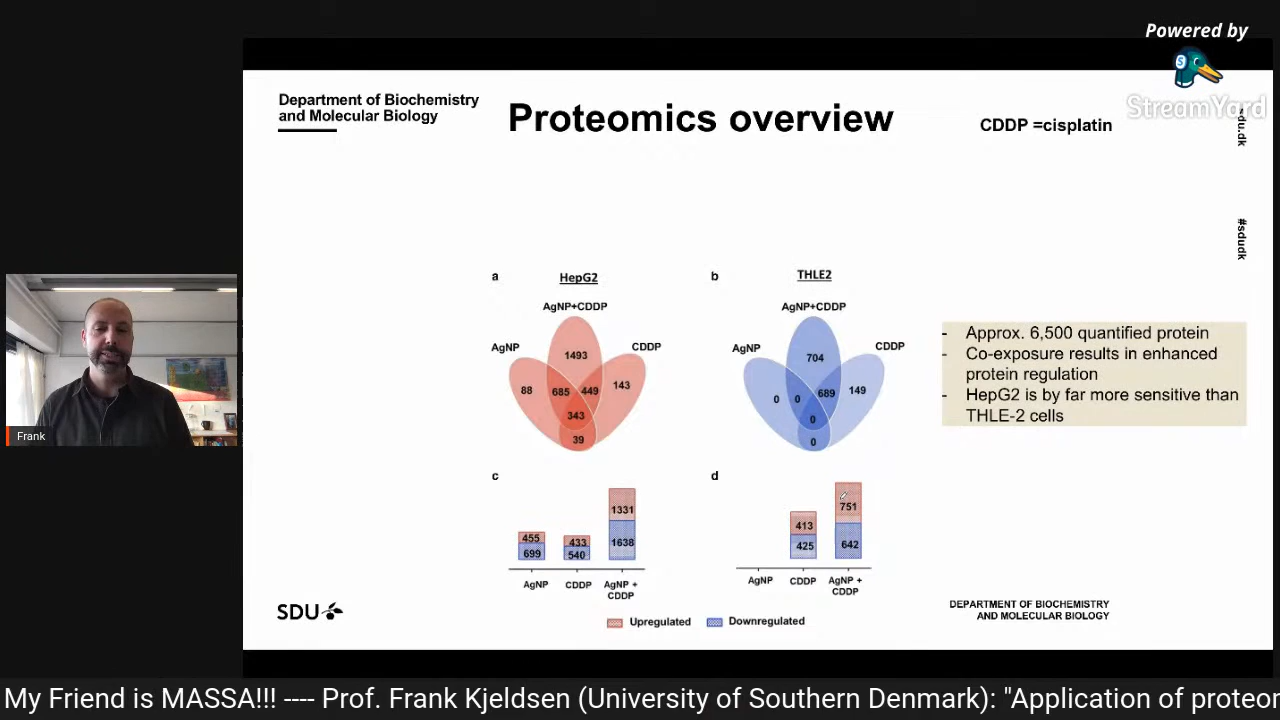 Powered by
StreamYard
Department of Biochemistry
and Molecular Biology
Proteomics overview
CDDP =cisplatin
sdu.dk
#sdudk
a
HepG2
AgNP+CDDP
AgNP
CDDP
1493
88
685
449
143
343
39
b
THLE2
AgNP+CDDP
AgNP
CDDP
704
0
0
689
149
0
0
- Approx. 6,500 quantified protein
- Co-exposure results in enhanced
protein regulation
- HepG2 is by far more sensitive than
THLE-2 cells
Frank
c
455
699
433
540
1331
1638
AgNP
CDDP
AgNP +
CDDP
d
413
425
751
642
AgNP
CDDP
AgNP +
CDDP
Upregulated
Downregulated
SDU
DEPARTMENT OF BIOCHEMISTRY
AND MOLECULAR BIOLOGY
My Friend is MASSA!!! ---- Prof. Frank Kjeldsen (University of Southern Denmark): "Application of proteor